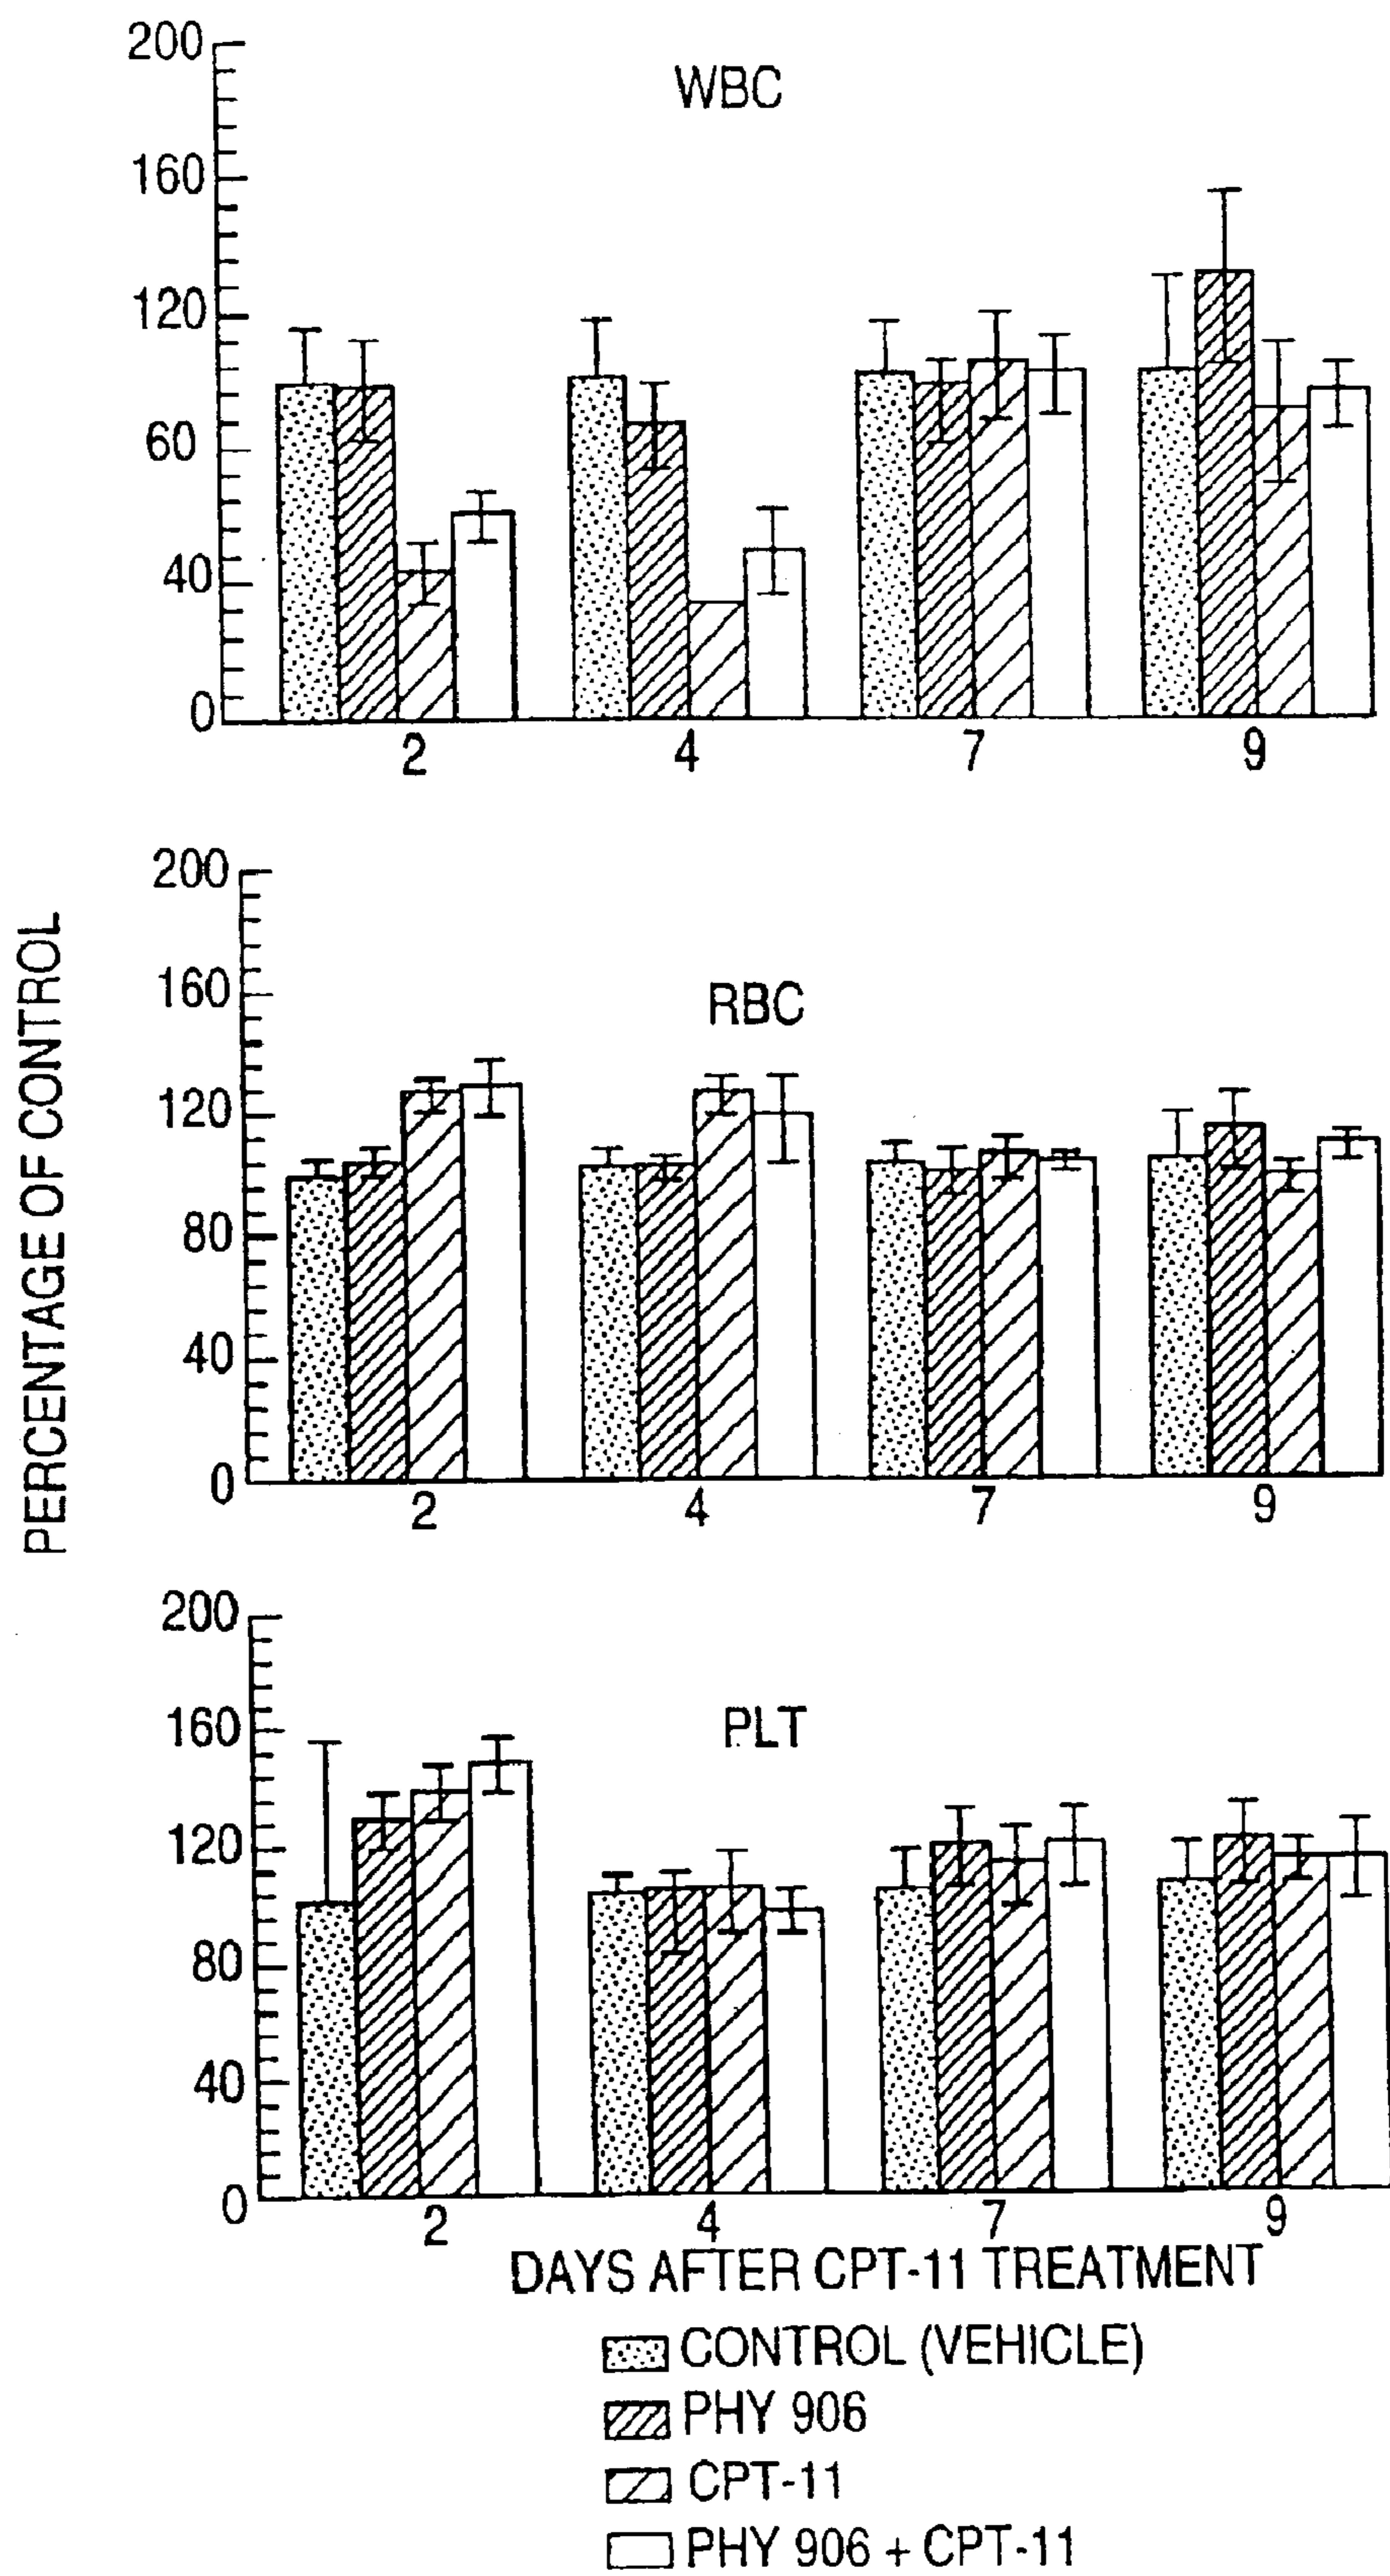 WBC
200
160
120
60
40
0
2 4 7 9
PERCENTAGE OF CONTROL
RBC
200
160
120
80
40
0
2 4 7 9
PLT
200
160
120
80
40
0
2 4 7 9
DAYS AFTER CPT-11 TREATMENT
CONTROL (VEHICLE)
PHY 906
CPT-11
PHY 906 + CPT-11